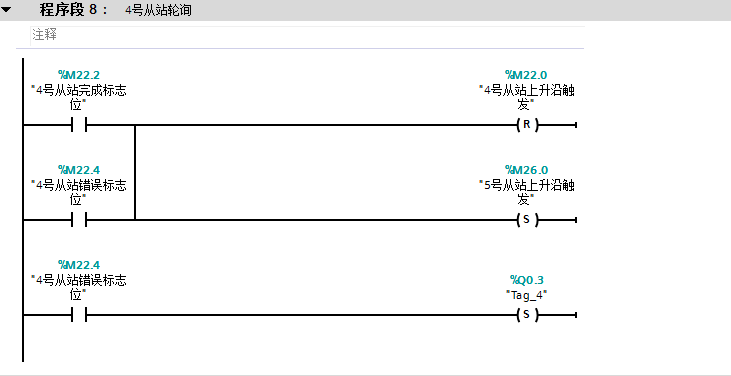 程序段 8： 4号从站轮询
注释
%M22.2 %M22.0
"4号从站完成标志 "4号从站上升沿触
位" 发"
R
%M22.4 %M26.0
"4号从站错误标志 "5号从站上升沿触
位" 发"
S
%M22.4
"4号从站错误标志 %Q0.3
位" "Tag_4"
S